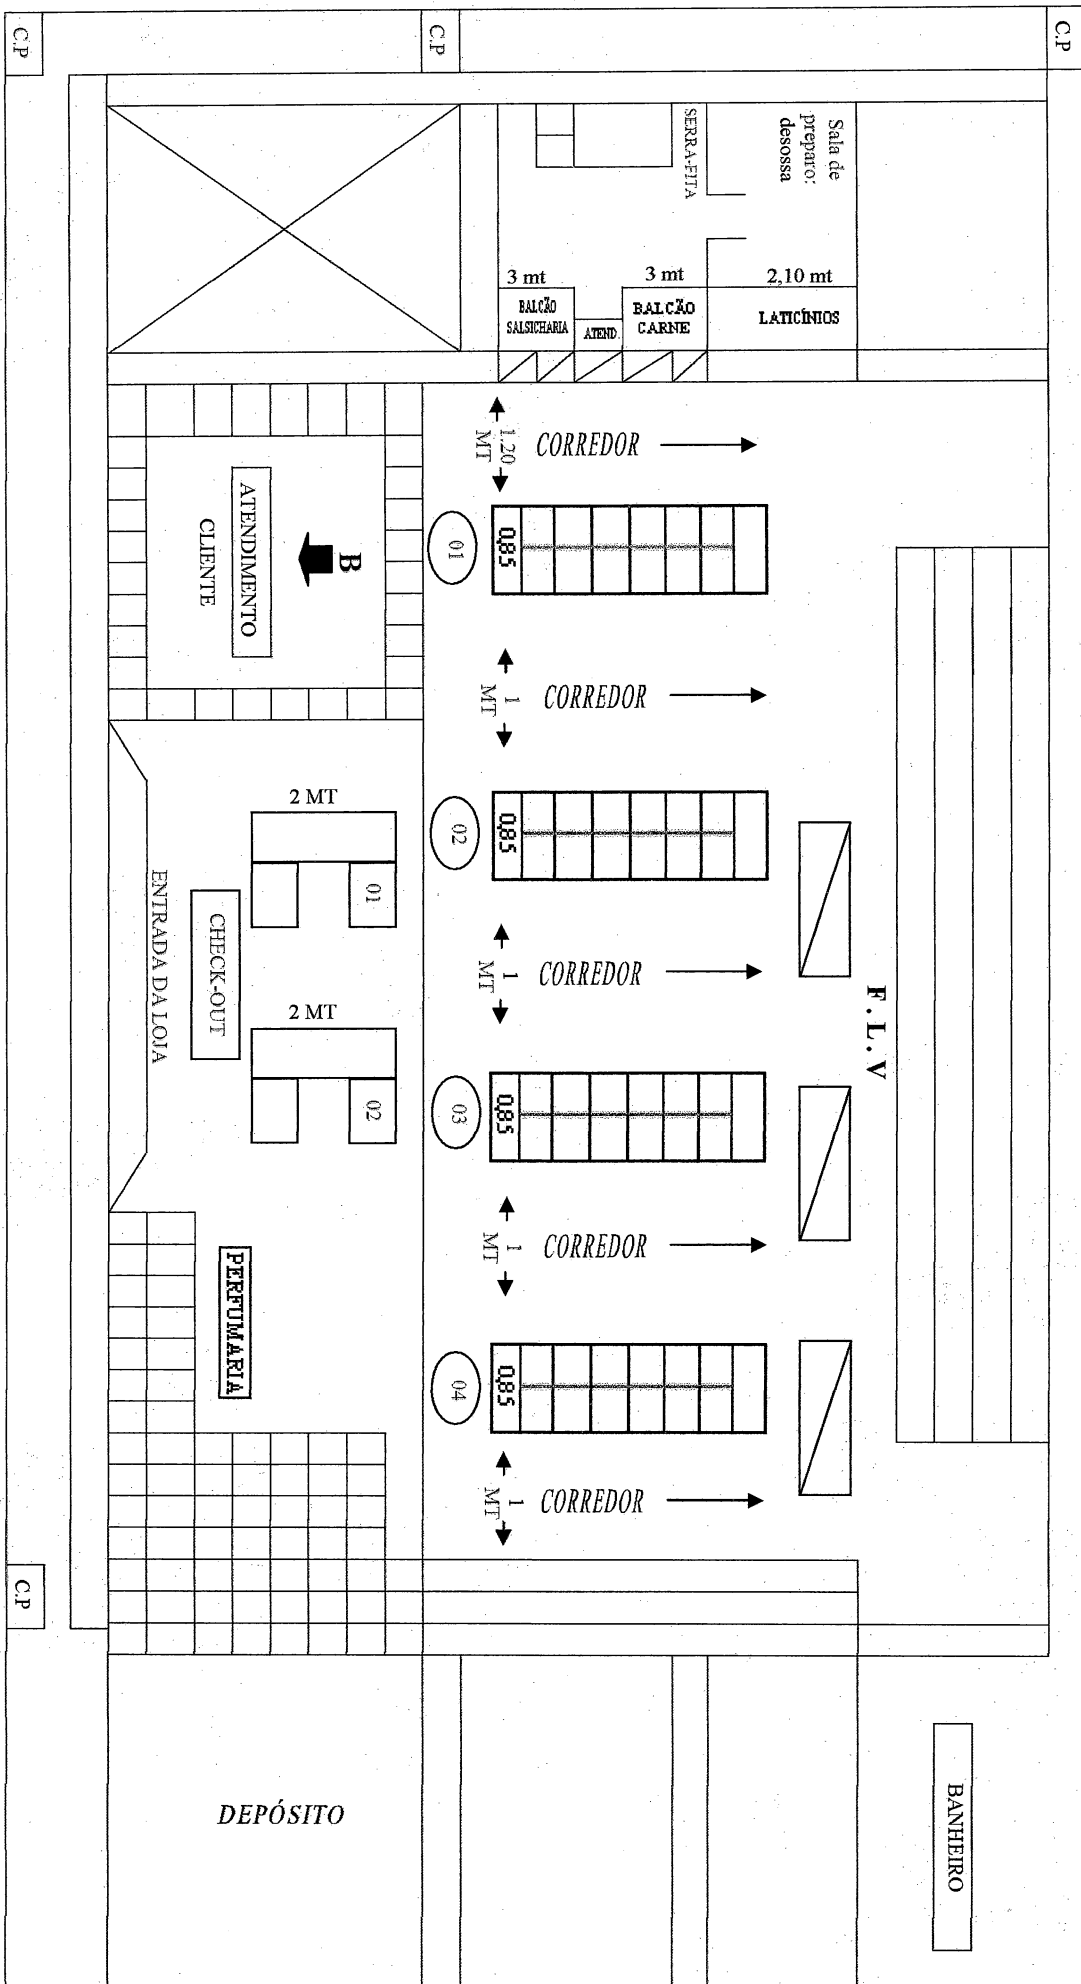 C.P
C.P
C.P
Sala de
preparo:
desossa
SERRA-FITA
3 mt
3 mt
2,10 mt
BALCÃO
SALSICHARIA
ATEND.
BALCÃO
CARNE
LATICÍNIOS
1.20
MT
CORREDOR
01
0,85
B
ATENDIMENTO
CLIENTE
1
MT
CORREDOR
02
0,85
2 MT
01
CHECK-OUT
ENTRADA DA LOJA
1
MT
CORREDOR
F . L . V
2 MT
02
03
0,85
1
MT
CORREDOR
PERFUMARIA
04
0,85
1
MT
CORREDOR
C.P
DEPÓSITO
BANHEIRO